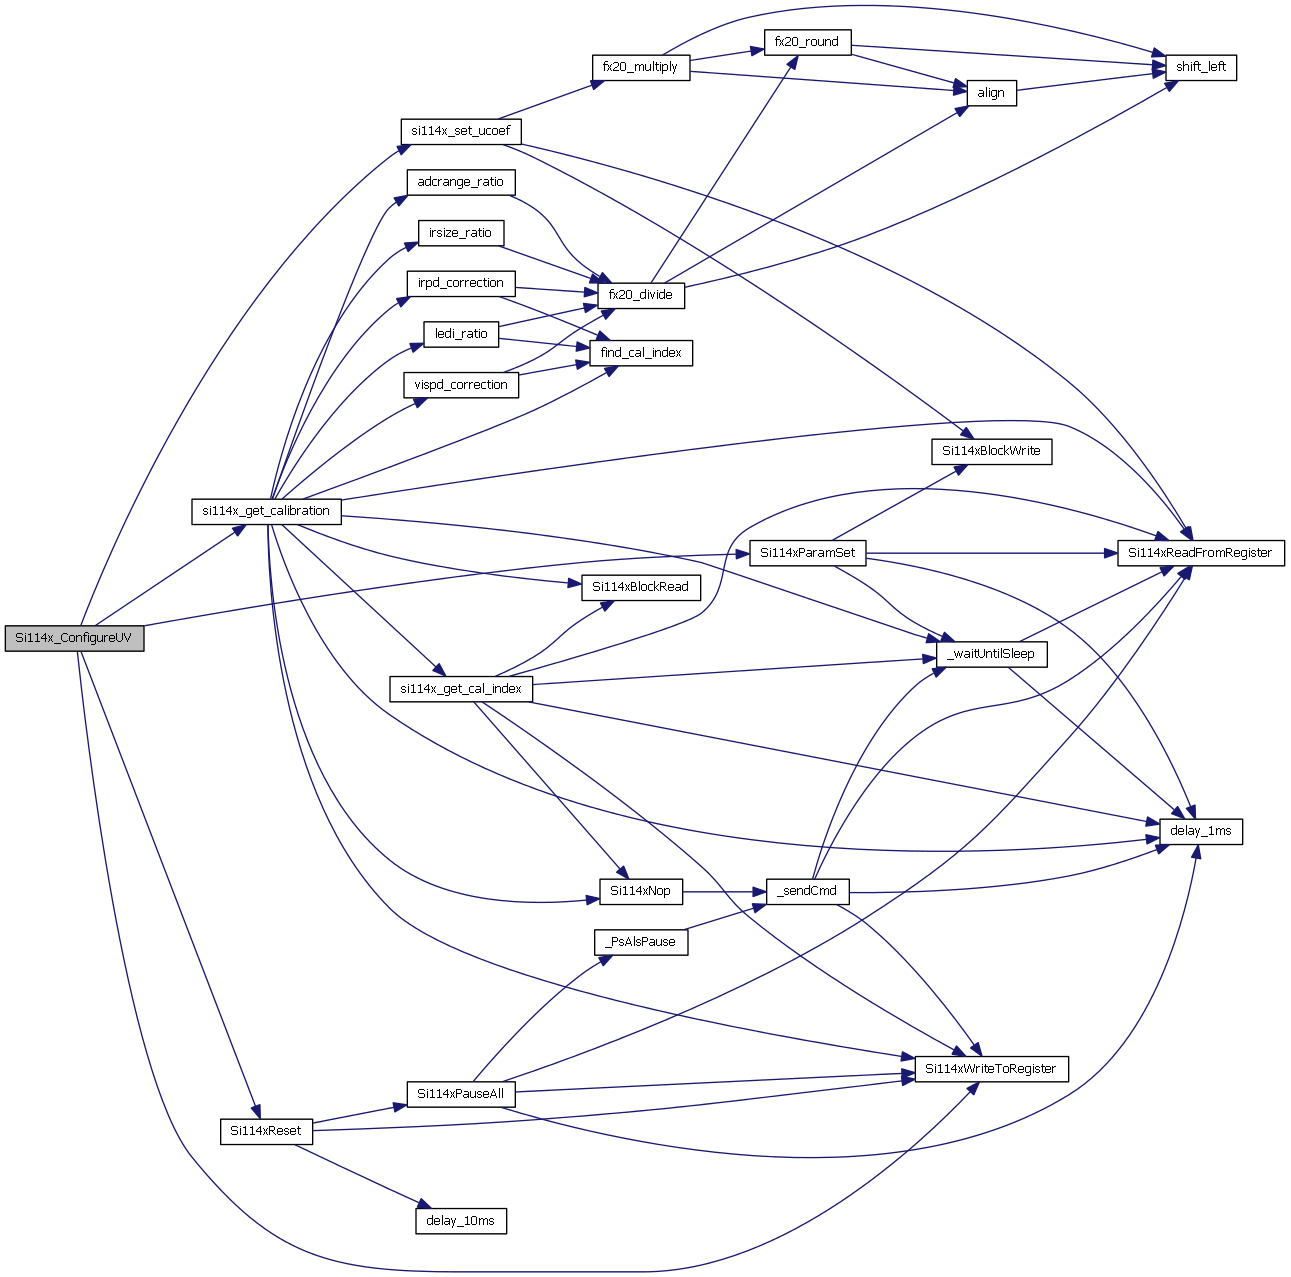 fx20_round
fx20_multiply
shift_left
align
si114x_set_ucoef
adcrange_ratio
irsize_ratio
irpd_correction
fx20_divide
ledi_ratio
find_cal_index
vispd_correction
Si114xBlockWrite
si114x_get_calibration
Si114xParamSet
Si114xReadFromRegister
Si114xBlockRead
Si114x_ConfigureUV
_waitUntilSleep
si114x_get_cal_index
delay_1ms
Si114xNop
_sendCmd
_PsAlsPause
Si114xWriteToRegister
Si114xPauseAll
Si114xReset
delay_10ms